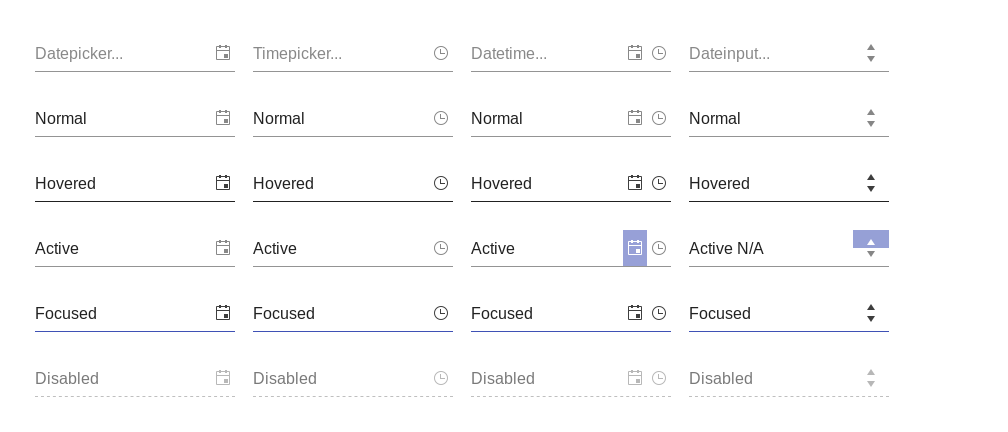 Datepicker... Timepicker... Datetime... Dateinput...
Normal Normal Normal Normal
Hovered Hovered Hovered Hovered
Active Active Active Active N/A
Focused Focused Focused Focused
Disabled Disabled Disabled Disabled